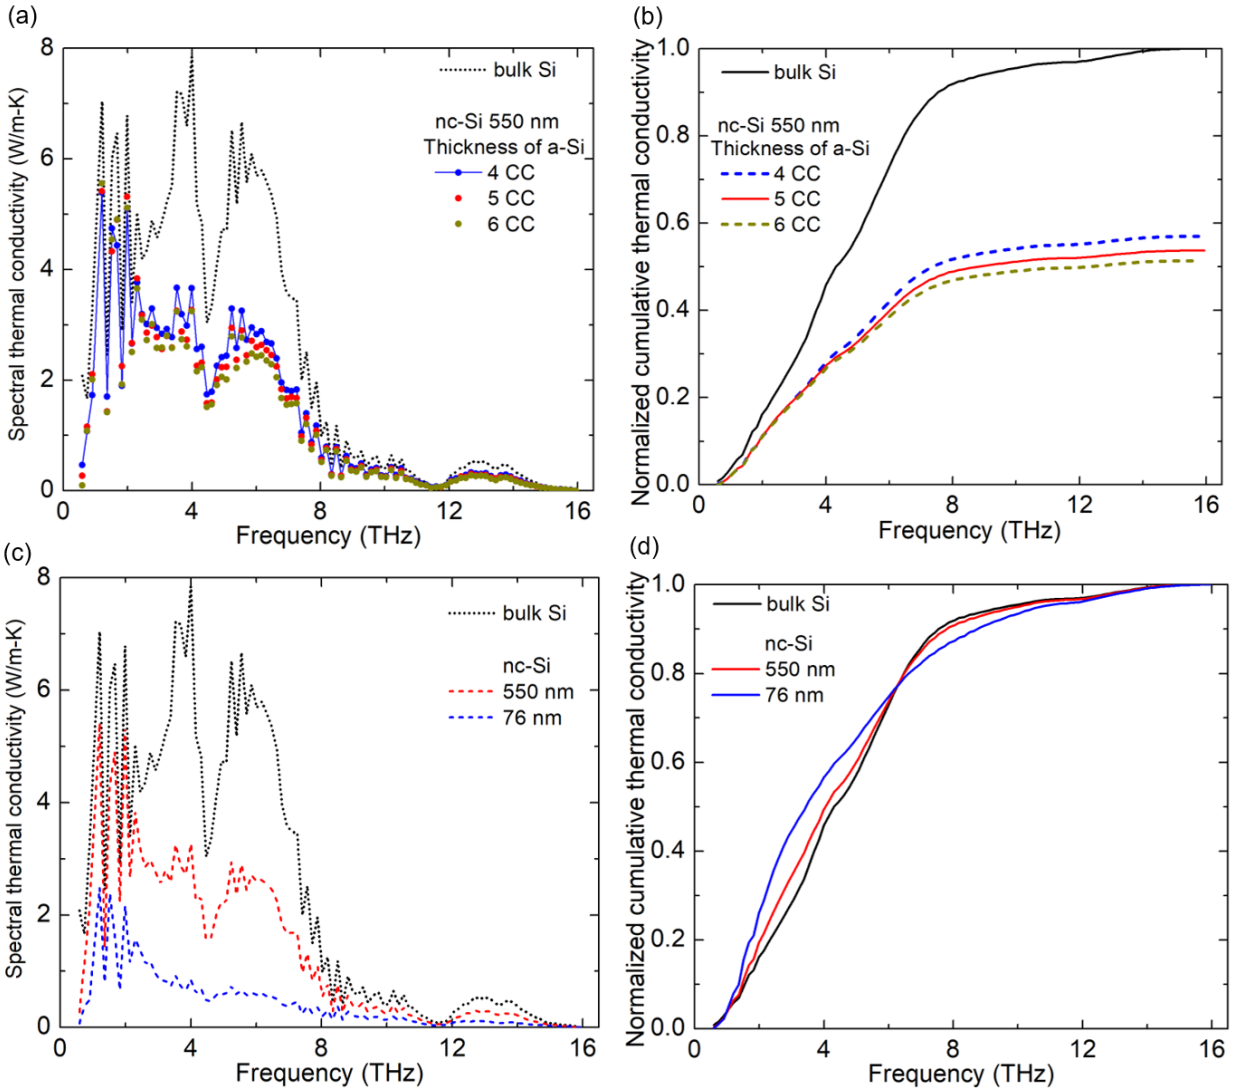 (a)
8
6
4
2
0
0 4 8 12 16
Spectral thermal conductivity (W/m-K)
Frequency (THz)
bulk Si
nc-Si 550 nm
Thickness of a-Si
4 CC
5 CC
6 CC
(b)
1.0
0.8
0.6
0.4
0.2
0.0
0 4 8 12 16
Normalized cumulative thermal conductivity
Frequency (THz)
bulk Si
nc-Si 550 nm
Thickness of a-Si
4 CC
5 CC
6 CC
(c)
8
6
4
2
0
0 4 8 12 16
Spectral thermal conductivity (W/m-K)
Frequency (THz)
bulk Si
nc-Si
550 nm
76 nm
(d)
1.0
0.8
0.6
0.4
0.2
0.0
0 4 8 12 16
Normalized cumulative thermal conductivity
Frequency (THz)
bulk Si
nc-Si
550 nm
76 nm